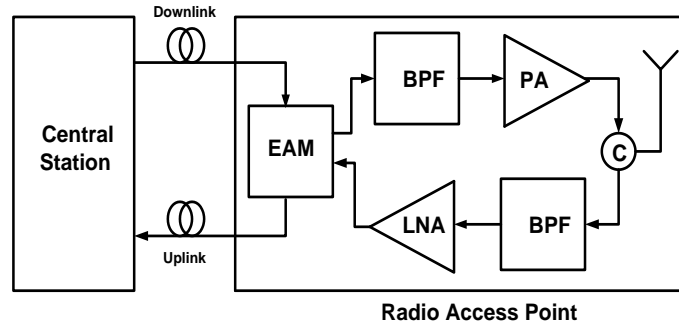 Downlink
Central
Station
EAM
BPF
PA
C
LNA
BPF
Uplink
Radio Access Point